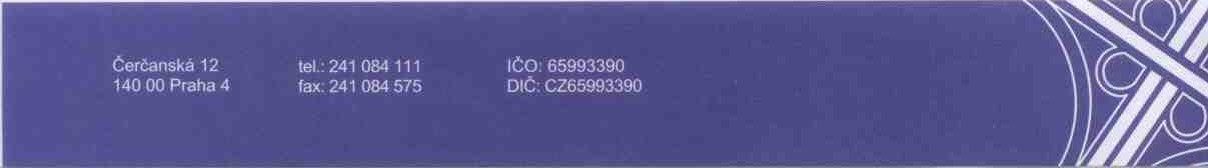 Čerčanská 12
140 00 Praha 4
tel.: 241 084 111
fax: 241 084 575
IČO: 65993390
DIČ: CZ65993390